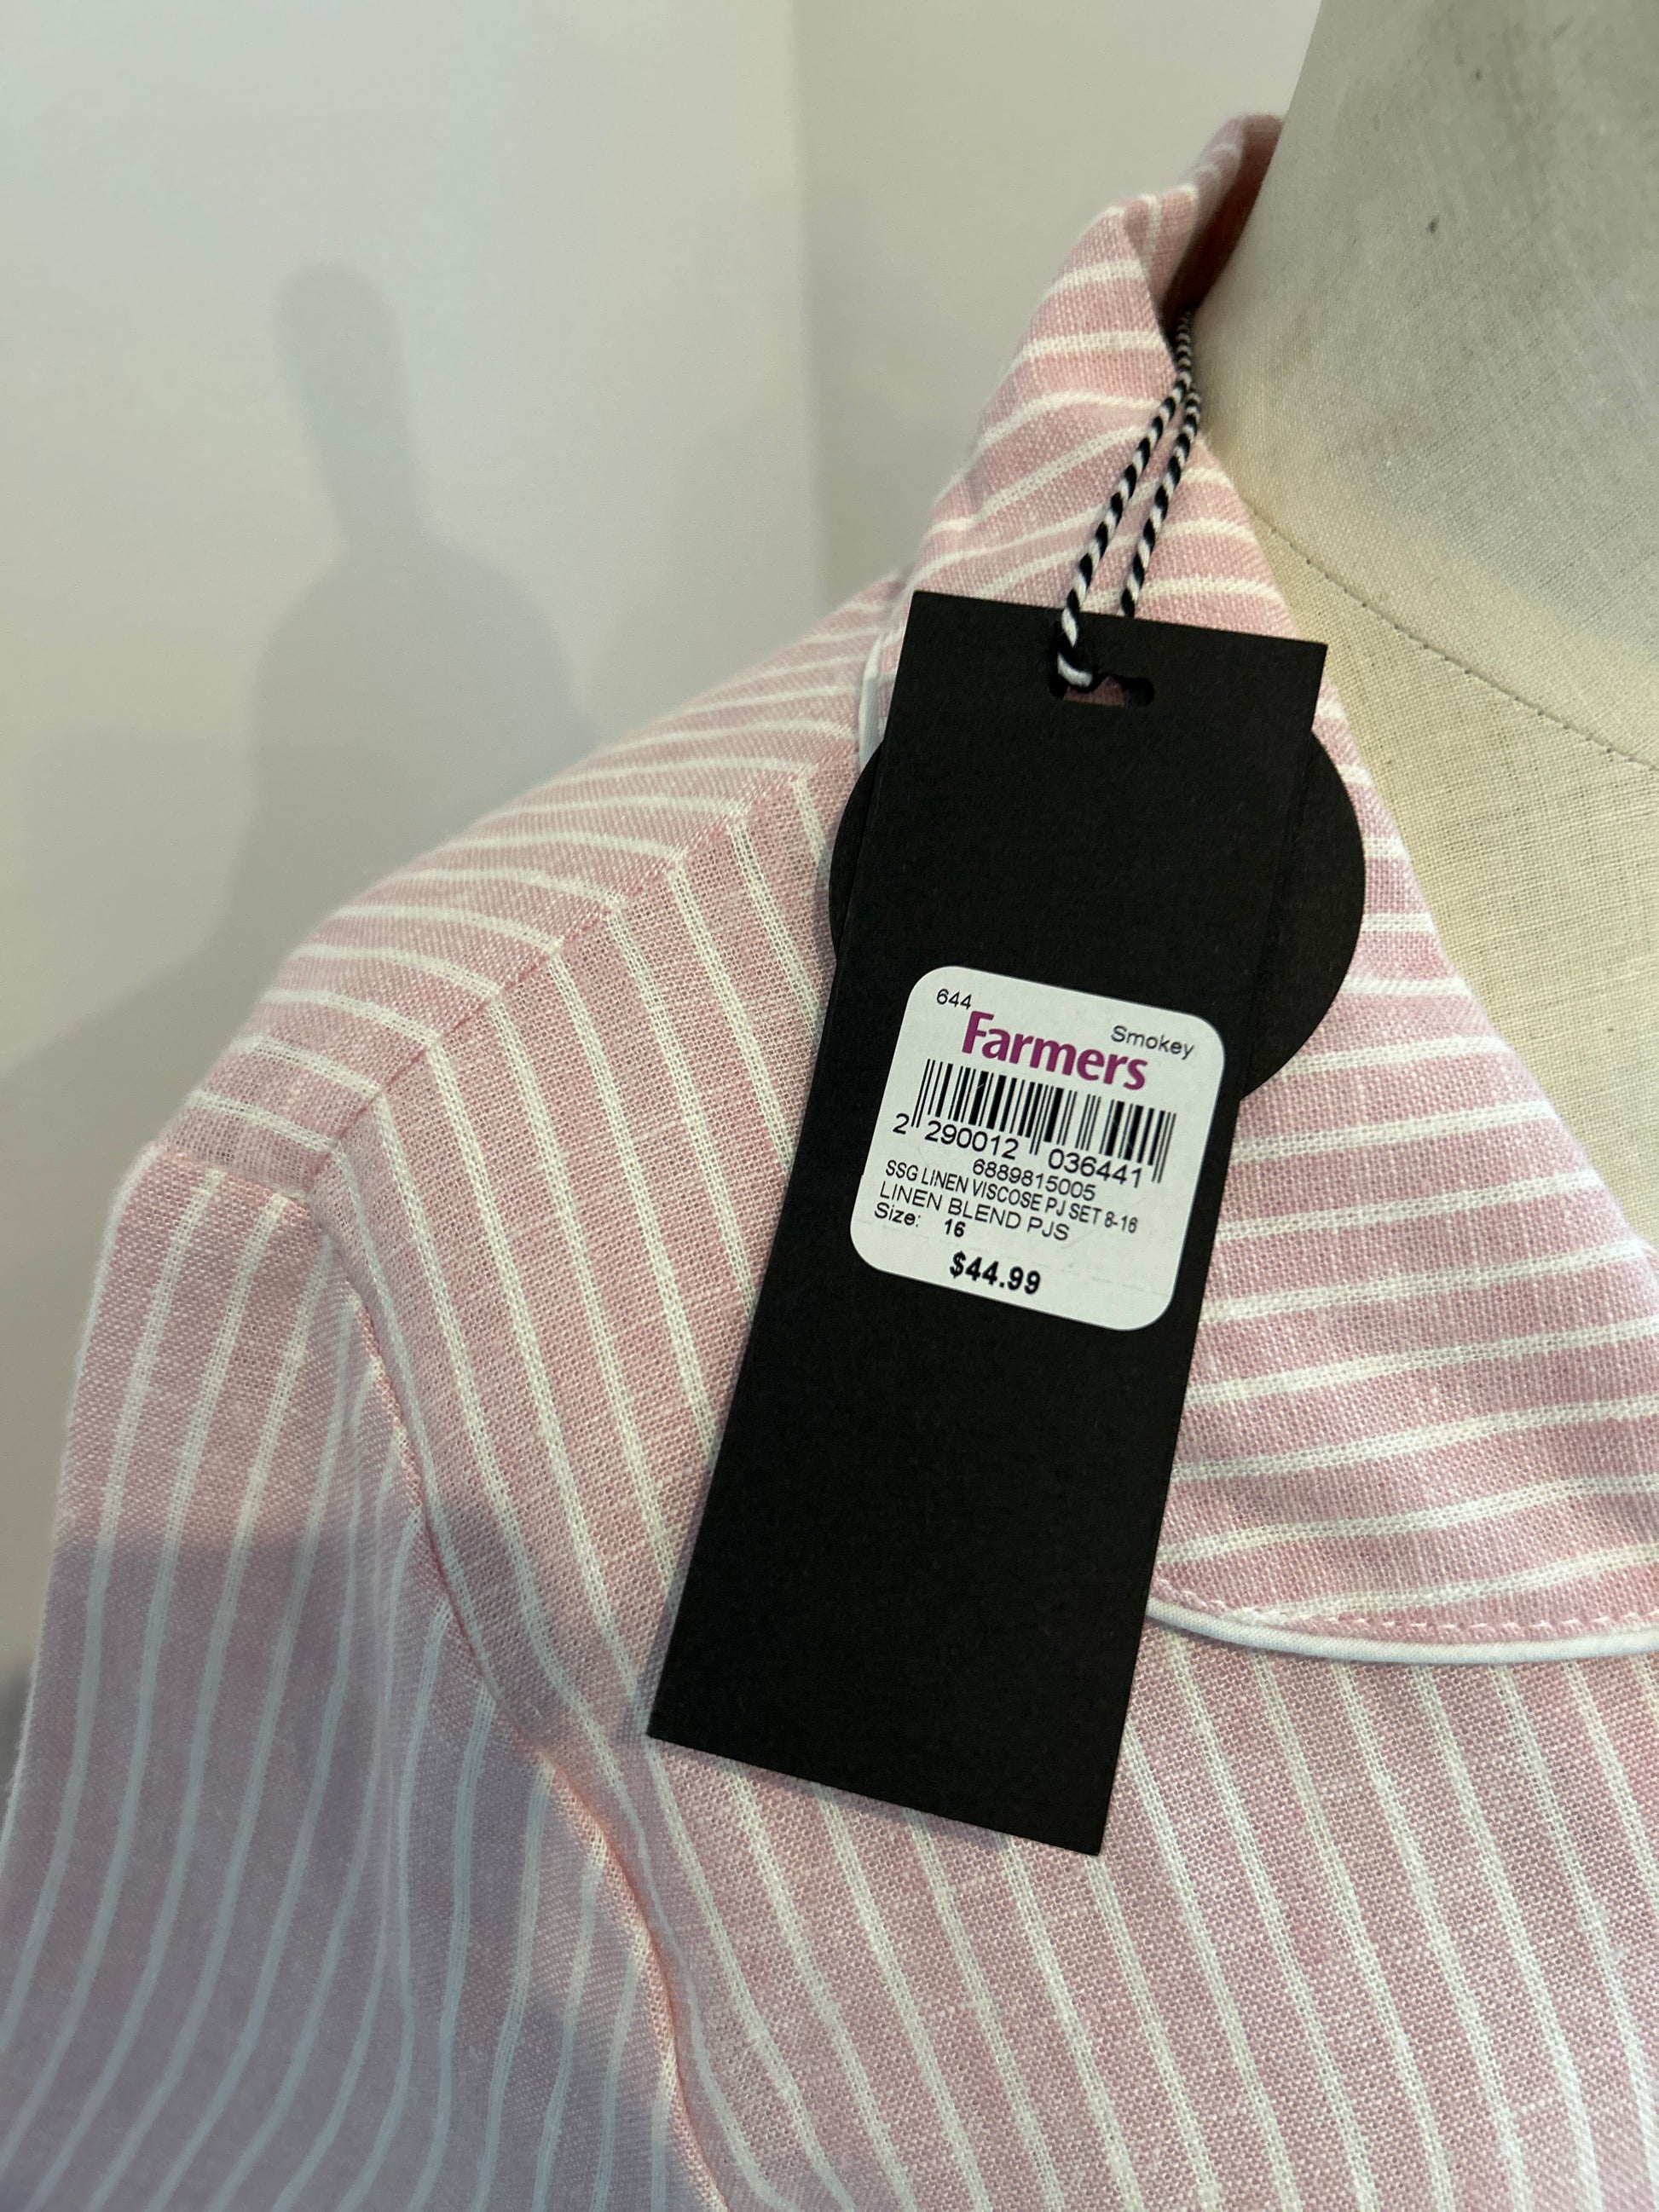 644
Smokey
Farmers
2 290012 036441
6889815005
SSG LINEN VISCOSE PJ SET 8-16
LINEN BLEND PJS
Size: 16
$44.99